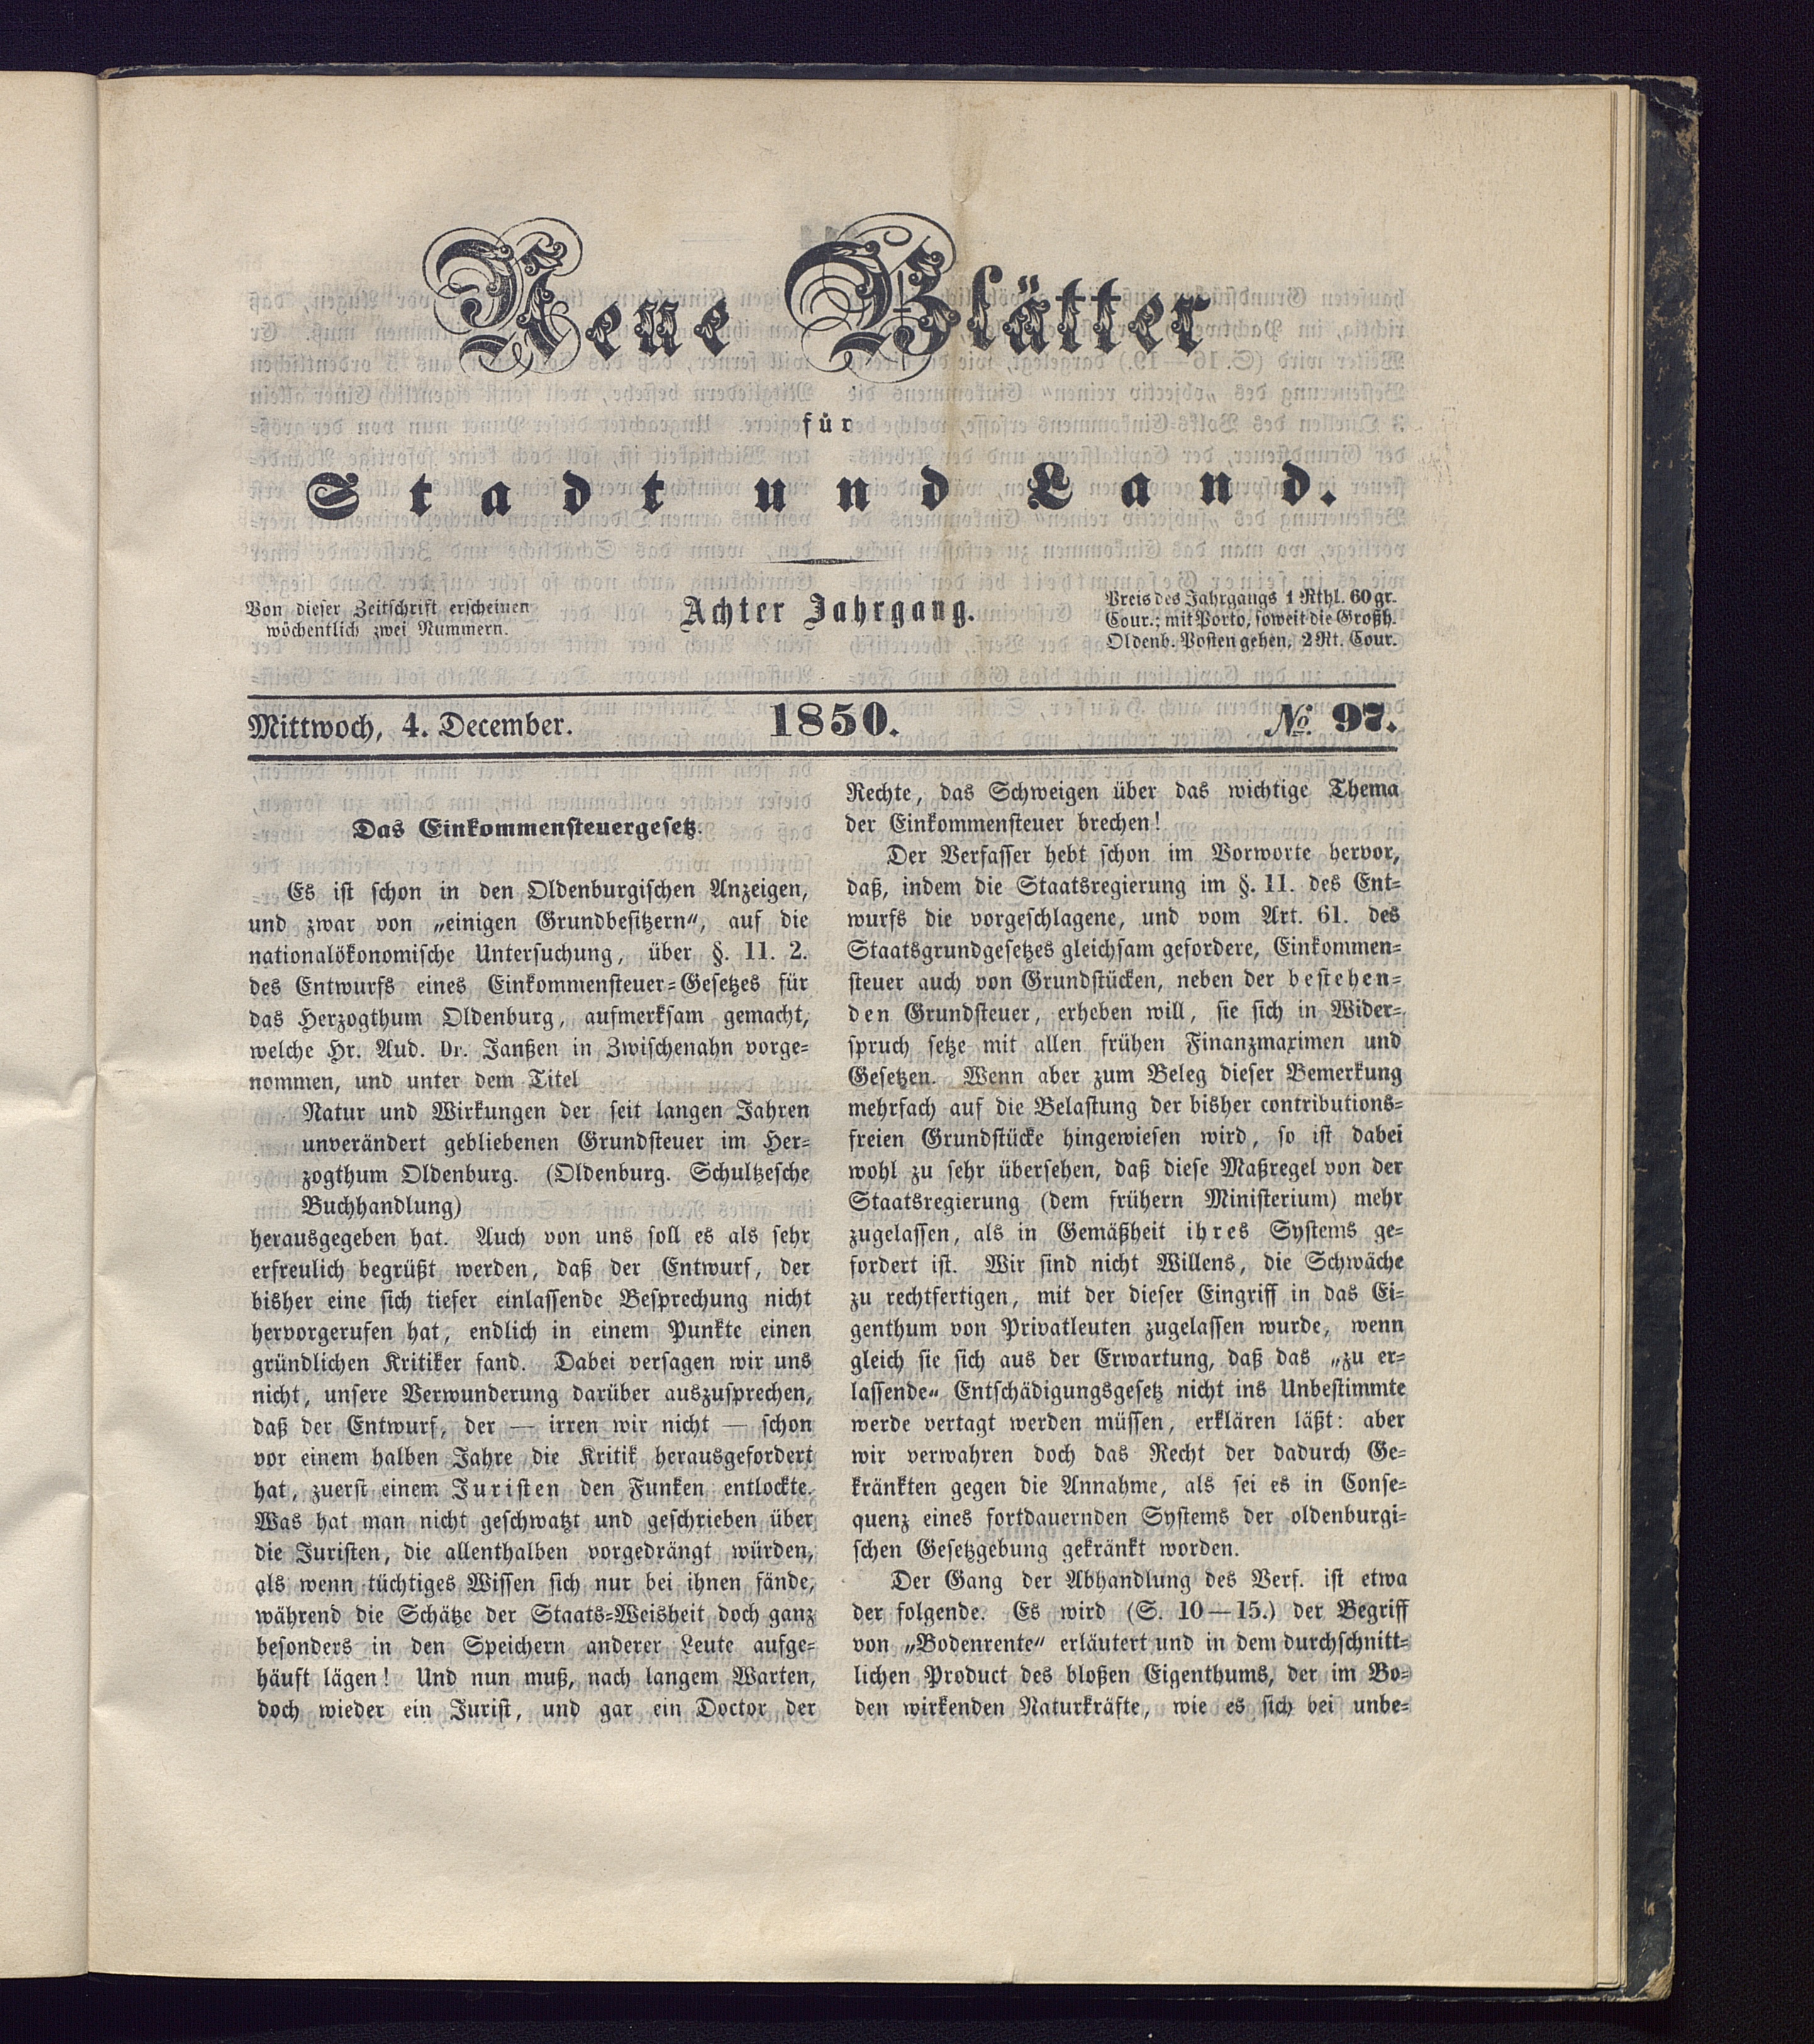 Neue Blätter
für
Stadt und Land.
Von dieser Zeitschrift erscheinen
wöchentlich zwei Nummern.
Achter Jahrgang.
Preis des Jahrgangs 1 Rthl. 60 gr.
Cour.; mit Porto, soweit die Großh.
Oldenb. Posten gehen, 2 Rt. Cour.
Mittwoch, 4. December.
1850.
No. 97.
Das Einkommensteuergesetz.
Es ist schon in den Oldenburgischen Anzeigen,
und zwar von „einigen Grundbesitzern“, auf die
nationalökonomische Untersuchung, über §. 11. 2.
des Entwurfs eines Einkommensteuer=Gesetzes für
das Herzogthum Oldenburg, aufmerksam gemacht,
welche Hr. Aud. Dr. Janßen in Zwischenahn vorge=
nommen, und unter dem Titel
Natur und Wirkungen der seit langen Jahren
unverändert gebliebenen Grundsteuer im Her=
zogthum Oldenburg. (Oldenburg. Schultzesche
Buchhandlung)
herausgegeben hat. Auch von uns soll es als sehr
erfreulich begrüßt werden, daß der Entwurf, der
bisher eine sich tiefer einlassende Besprechung nicht
hervorgerufen hat, endlich in einem Punkte einen
gründlichen Kritiker fand. Dabei versagen wir uns
nicht, unsere Verwunderung darüber auszusprechen,
daß der Entwurf, der — irren wir nicht — schon
vor einem halben Jahre die Kritik herausgefordert
hat, zuerst einem Juristen den Funken entlockte.
Was hat man nicht geschwatzt und geschrieben über
die Juristen, die allenthalben vorgedrängt würden,
als wenn tüchtiges Wissen sich nur bei ihnen fände,
während die Schätze der Staats=Weisheit doch ganz
besonders in den Speichern anderer Leute aufge=
häuft lägen! Und nun muß, nach langem Warten,
doch wieder ein Jurist, und gar ein Doctor der
Rechte, das Schweigen über das wichtige Thema
der Einkommensteuer brechen!
Der Verfasser hebt schon im Vorworte hervor,
daß, indem die Staatsregierung im §. 11. des Ent=
wurfs die vorgeschlagene, und vom Art. 61. des
Staatsgrundgesetzes gleichsam gefordere, Einkommen=
steuer auch von Grundstücken, neben der bestehen=
den Grundsteuer, erheben will, sie sich in Wider=
spruch setze mit allen frühen Finanzmaximen und
Gesetzen. Wenn aber zum Beleg dieser Bemerkung
mehrfach auf die Belastung der bisher contributions=
freien Grundstücke hingewiesen wird, so ist dabei
wohl zu sehr übersehen, daß diese Maßregel von der
Staatsregierung (dem frühern Ministerium) mehr
zugelassen, als in Gemäßheit ihres Systems ge=
fordert ist. Wir sind nicht Willens, die Schwäche
zu rechtfertigen, mit der dieser Eingriff in das Ei=
genthum von Privatleuten zugelassen wurde, wenn
gleich sie sich aus der Erwartung, daß das „zu er=
lassende“ Entschädigungsgesetz nicht ins Unbestimmte
werde vertagt werden müssen, erklären läßt: aber
wir verwahren doch das Recht der dadurch Ge=
kränkten gegen die Annahme, als sei es in Conse=
quenz eines fortdauernden Systems der oldenburgi=
schen Gesetzgebung gekränkt worden.
Der Gang der Abhandlung des Verf. ist etwa
der folgende. Es wird (S. 10—15.) der Begriff
von „Bodenrente“ erläutert und in dem durchschnitt=
lichen Product des bloßen Eigenthums, der im Bo=
den wirkenden Naturkräfte, wie es sich bei unbe=